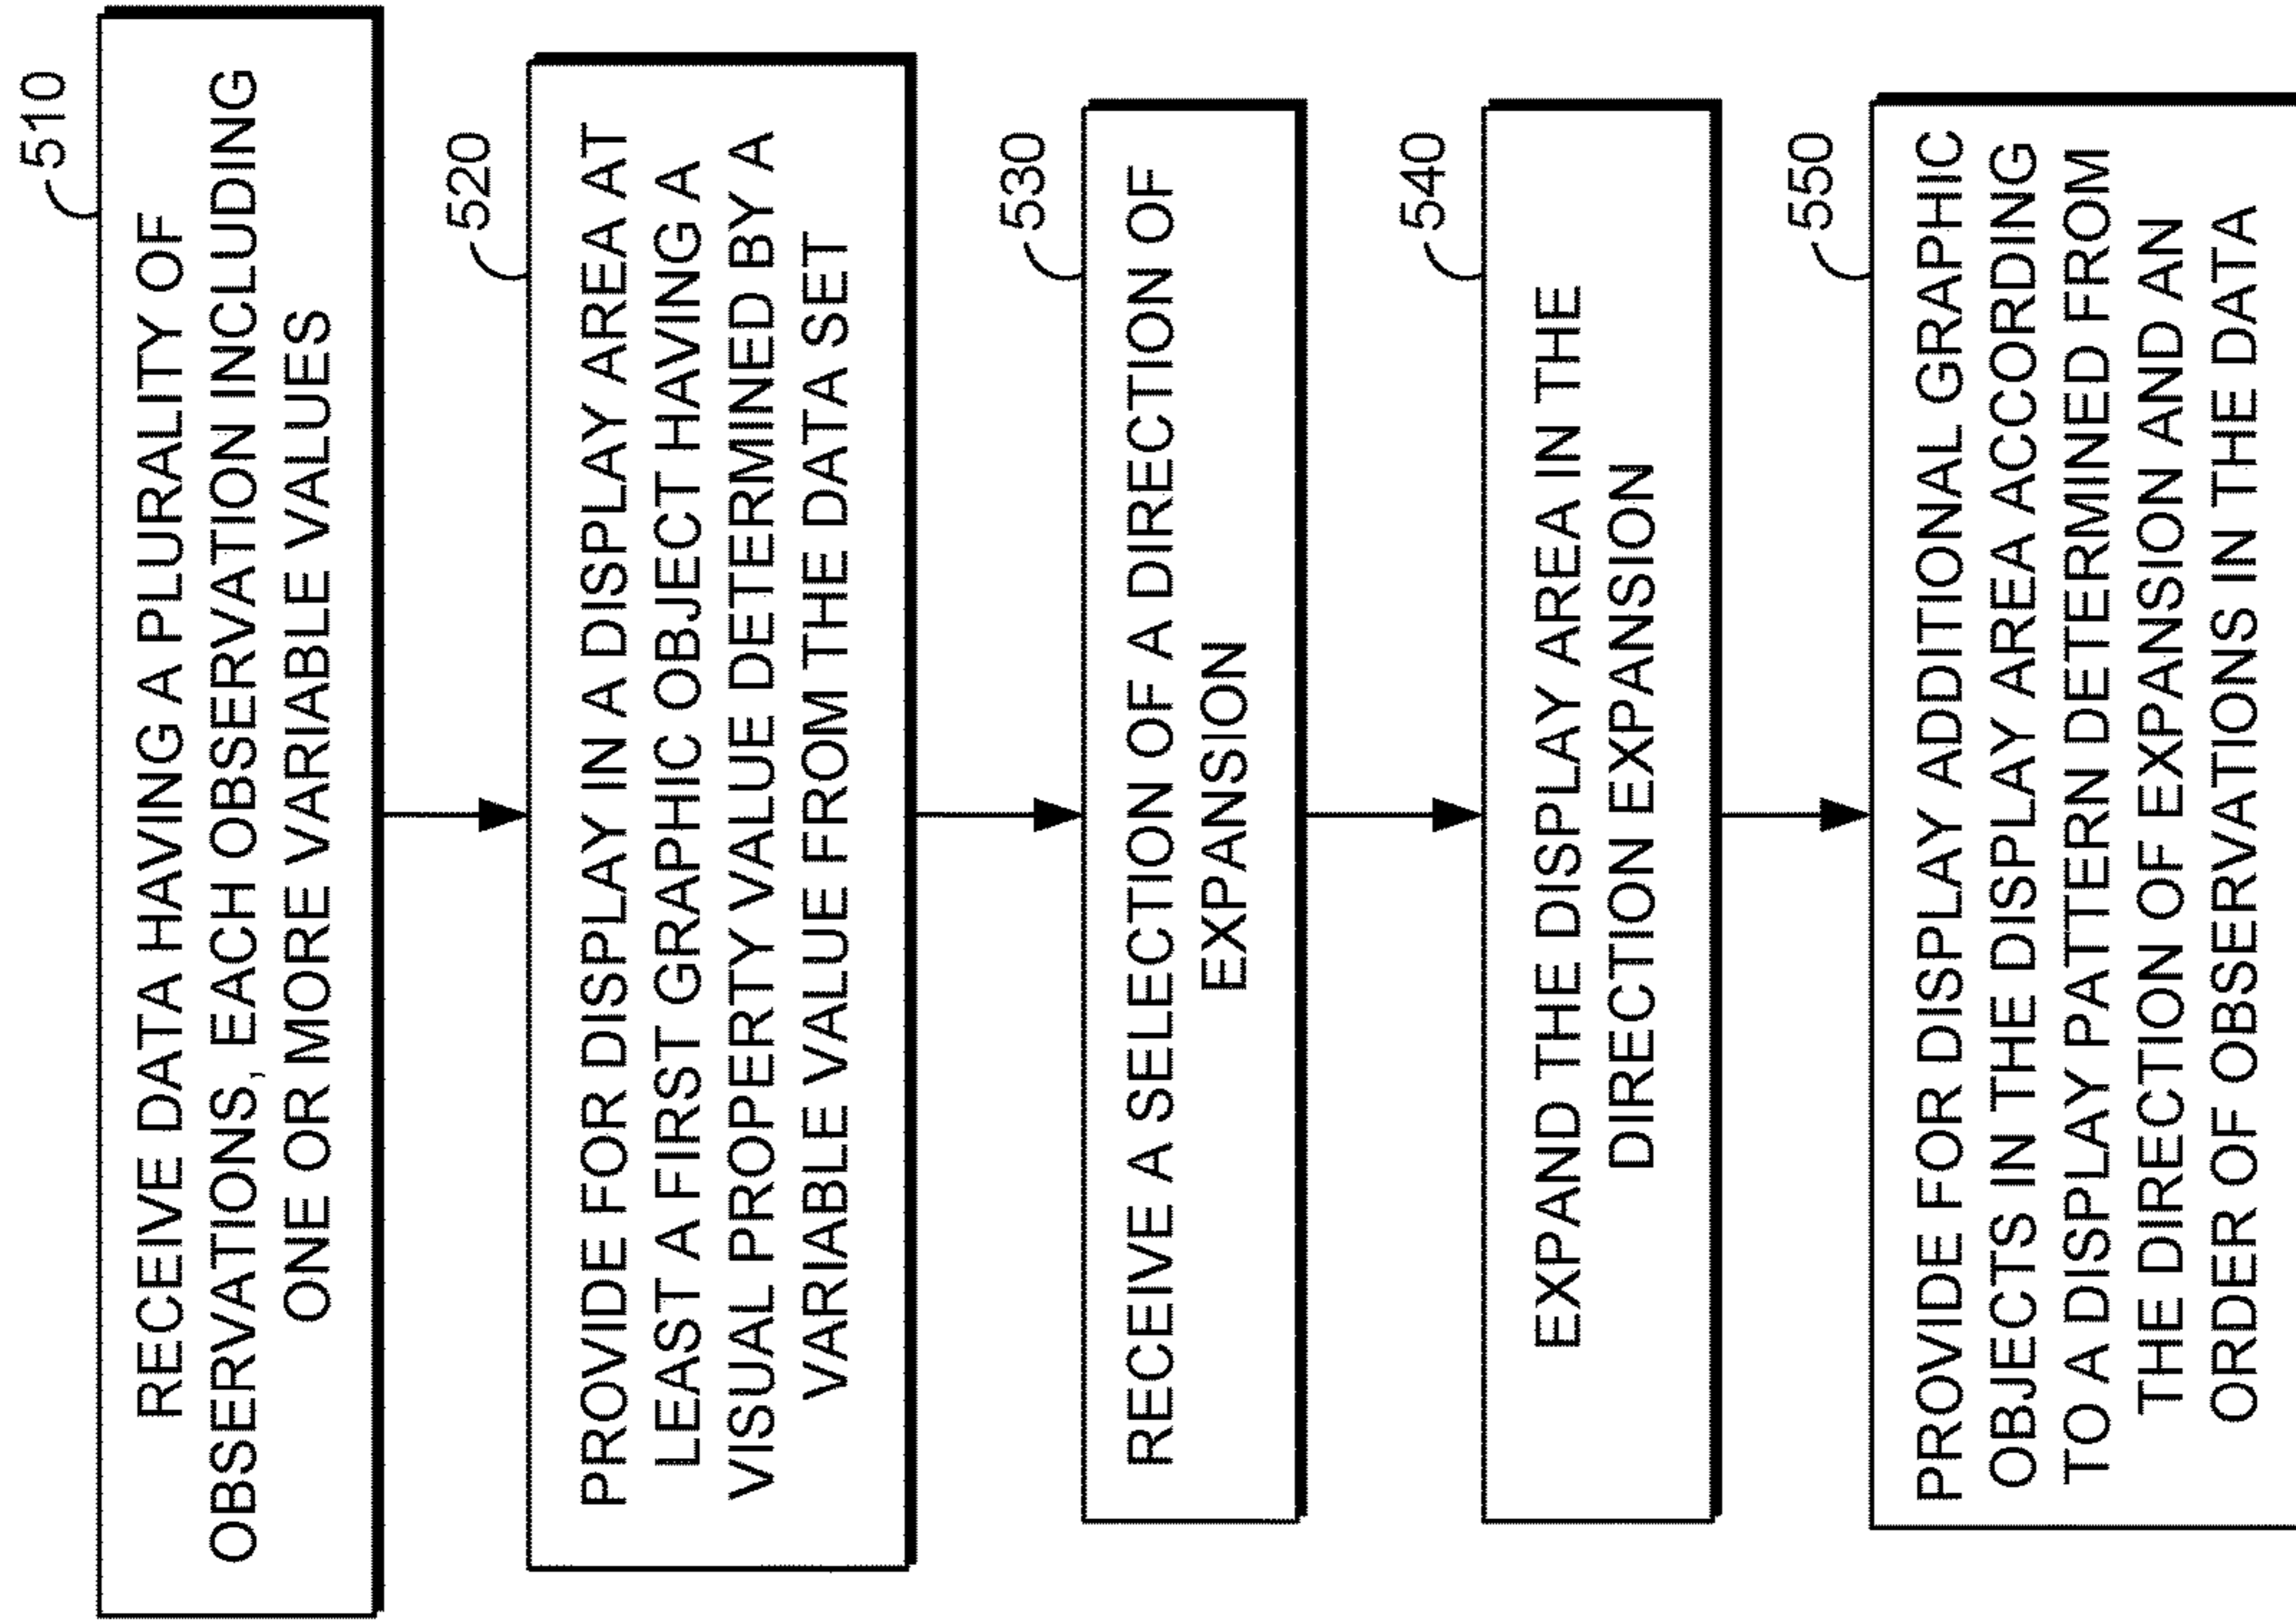 510
RECEIVE DATA HAVING A PLURALITY OF
OBSERVATIONS, EACH OBSERVATION INCLUDING
ONE OR MORE VARIABLE VALUES
520
PROVIDE FOR DISPLAY IN A DISPLAY AREA AT
LEAST A FIRST GRAPHIC OBJECT HAVING A
VISUAL PROPERTY VALUE DETERMINED BY A
VARIABLE VALUE FROM THE DATA SET
530
RECEIVE A SELECTION OF A DIRECTION OF
EXPANSION
540
EXPAND THE DISPLAY AREA IN THE
DIRECTION EXPANSION
550
PROVIDE FOR DISPLAY ADDITIONAL GRAPHIC
OBJECTS IN THE DISPLAY AREA ACCORDING
TO A DISPLAY PATTERN DETERMINED FROM
THE DIRECTION OF EXPANSION AND AN
ORDER OF OBSERVATIONS IN THE DATA